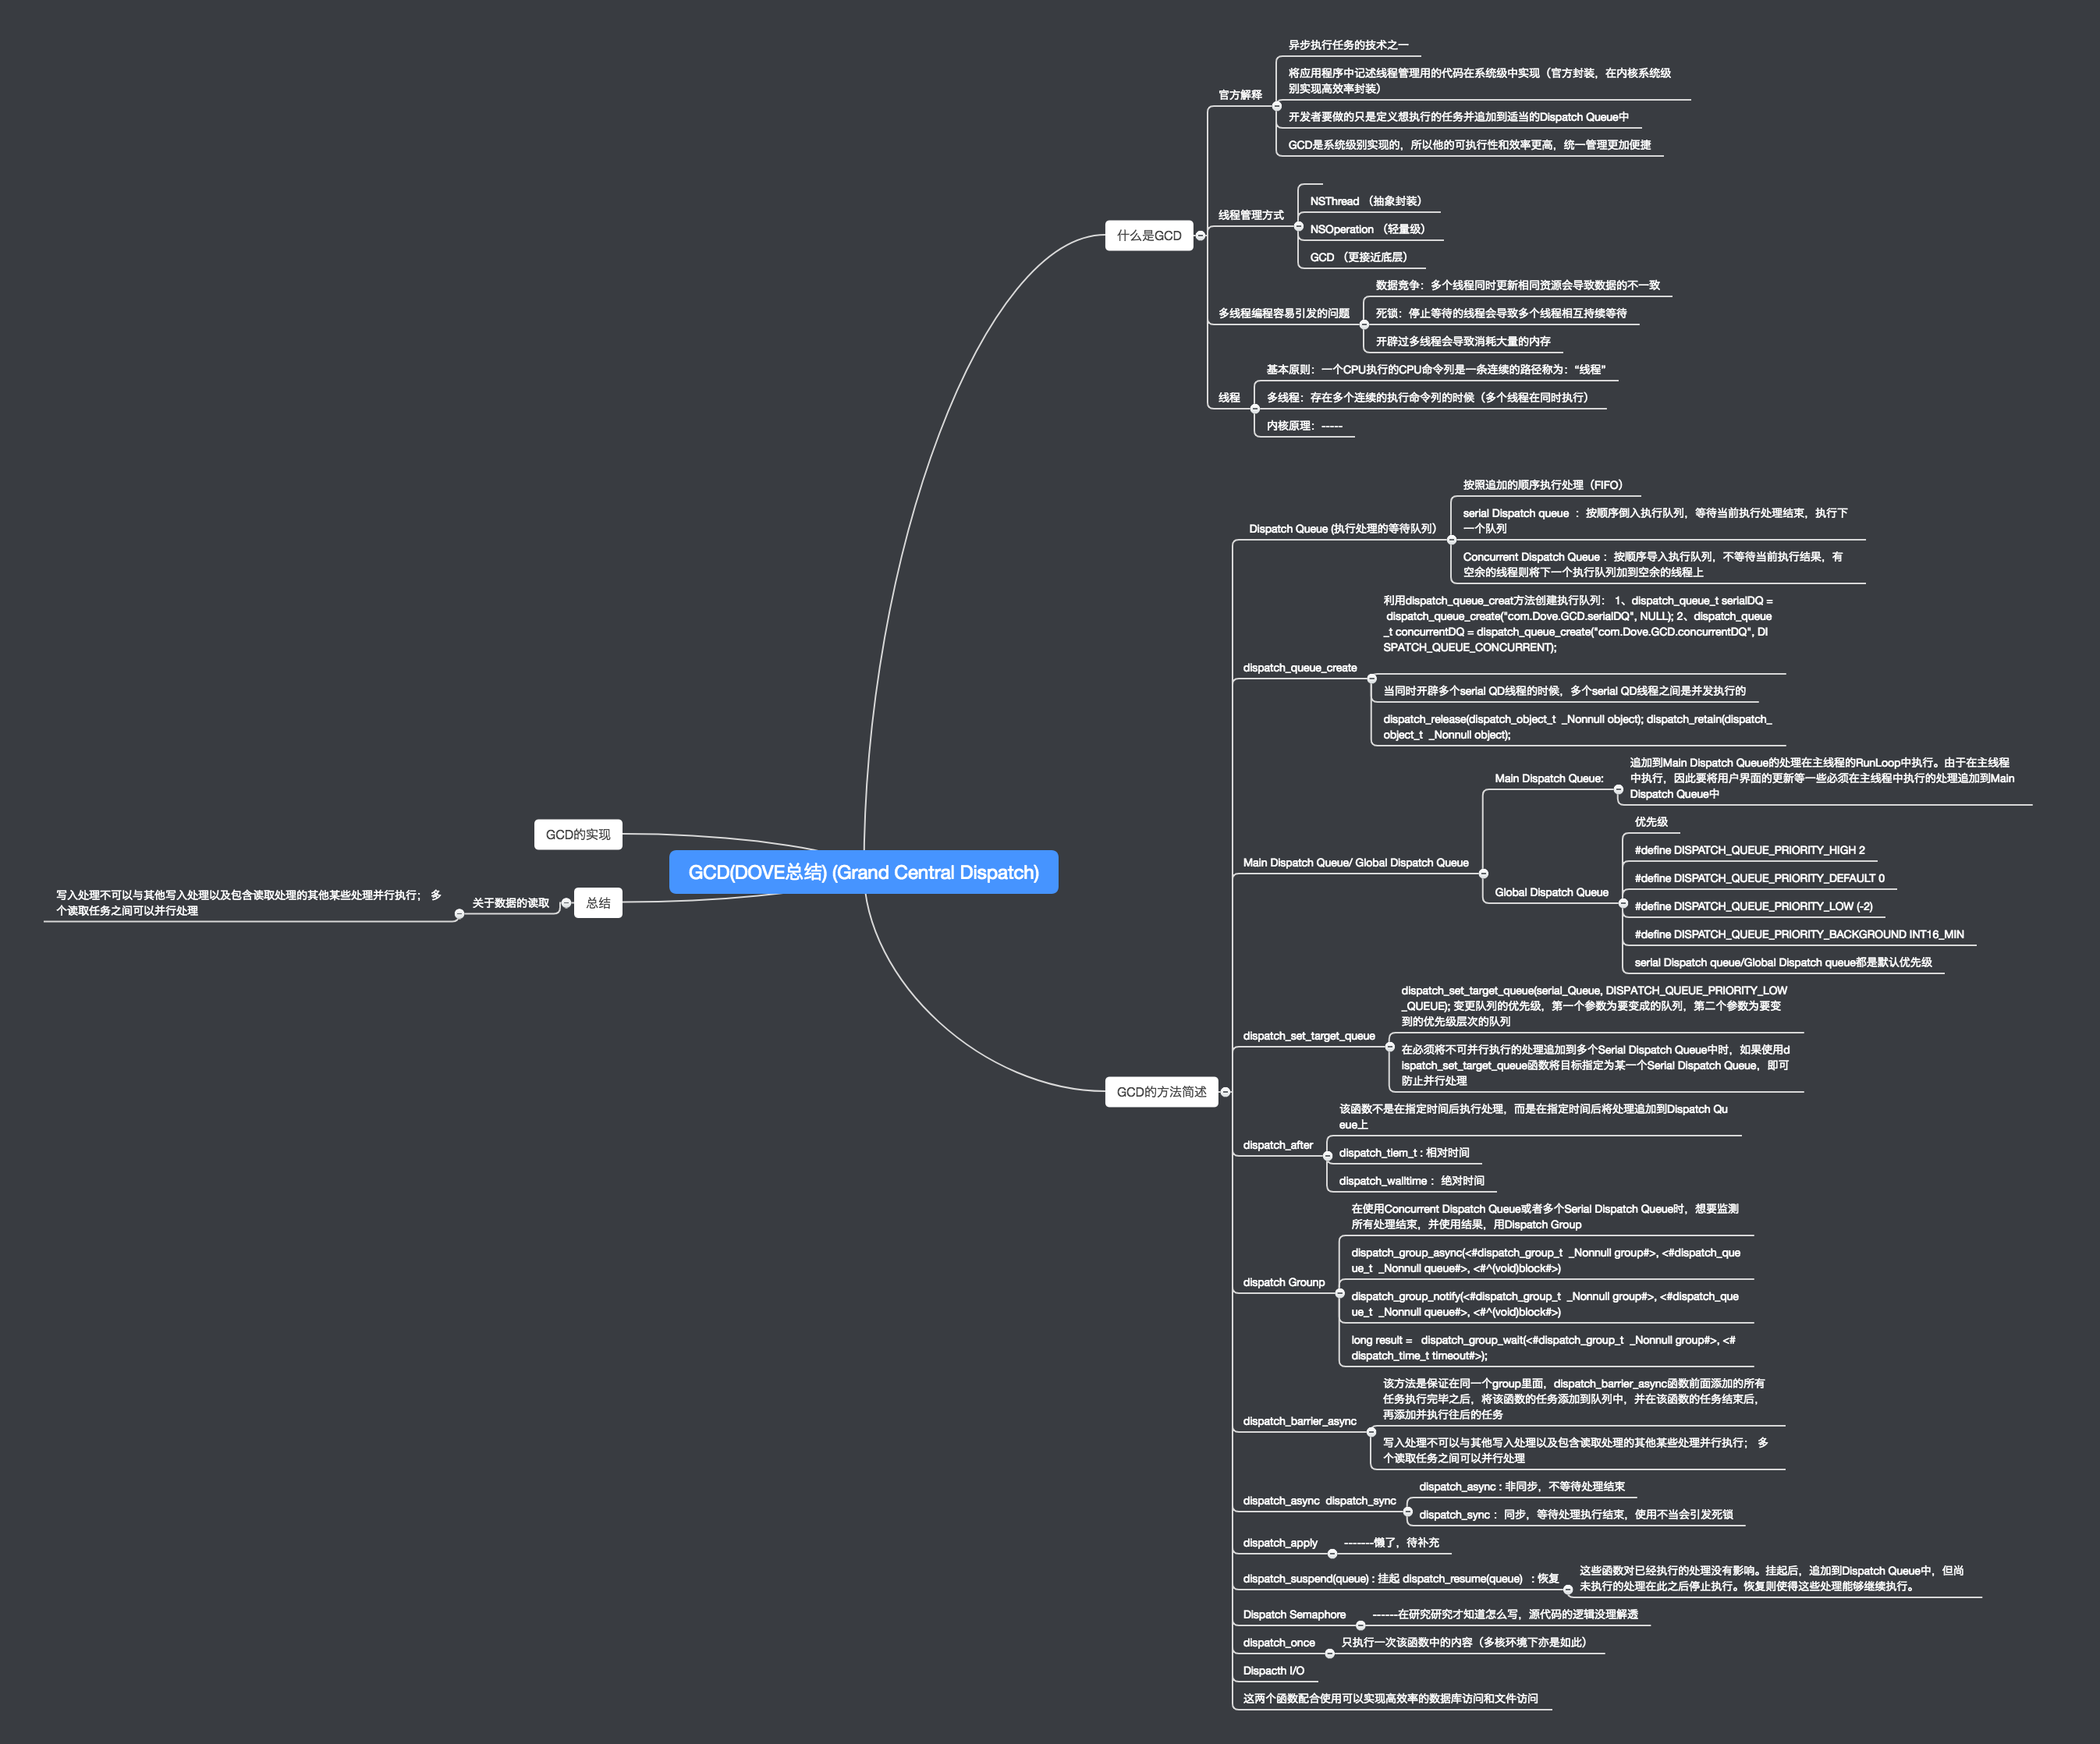 GCD(DOVE总结) (Grand Central Dispatch)
什么是GCD
官方解释
异步执行任务的技术之一
将应用程序中记述线程管理用的代码在系统级中实现（官方封装，在内核系统级
别实现高效率封装）
开发者要做的只是定义想执行的任务并追加到适当的Dispatch Queue中
GCD是系统级别实现的，所以他的可执行性和效率更高，统一管理更加便捷
线程管理方式
NSThread （抽象封装）
NSOperation （轻量级）
GCD （更接近底层）
多线程编程容易引发的问题
数据竞争：多个线程同时更新相同资源会导致数据的不一致
死锁：停止等待的线程会导致多个线程相互持续等待
开辟过多线程会导致消耗大量的内存
线程
基本原则：一个CPU执行的CPU命令列是一条连续的路径称为：“线程”
多线程：存在多个连续的执行命令列的时候（多个线程在同时执行）
内核原理：-----
GCD的方法简述
Dispatch Queue (执行处理的等待队列）
按照追加的顺序执行处理（FIFO）
serial Dispatch queue ：按顺序倒入执行队列，等待当前执行处理结束，执行下
一个队列
Concurrent Dispatch Queue：按顺序导入执行队列，不等待当前执行结果，有
空余的线程则将下一个执行队列加到空余的线程上
dispatch_queue_create
利用dispatch_queue_creat方法创建执行队列： 1、dispatch_queue_t serialDQ =
dispatch_queue_create("com.Dove.GCD.serialDQ", NULL); 2、dispatch_queue
_t concurrentDQ = dispatch_queue_create("com.Dove.GCD.concurrentDQ", DI
SPATCH_QUEUE_CONCURRENT);
当同时开辟多个serial QD线程的时候，多个serial QD线程之间是并发执行的
dispatch_release(dispatch_object_t  _Nonnull object); dispatch_retain(dispatch_
object_t  _Nonnull object);
Main Dispatch Queue/ Global Dispatch Queue
Main Dispatch Queue:
追加到Main Dispatch Queue的处理在主线程的RunLoop中执行。由于在主线程
中执行，因此要将用户界面的更新等一些必须在主线程中执行的处理追加到Main
Dispatch Queue中
Global Dispatch Queue
优先级
#define DISPATCH_QUEUE_PRIORITY_HIGH 2
#define DISPATCH_QUEUE_PRIORITY_DEFAULT 0
#define DISPATCH_QUEUE_PRIORITY_LOW (-2)
#define DISPATCH_QUEUE_PRIORITY_BACKGROUND INT16_MIN
serial Dispatch queue/Global Dispatch queue都是默认优先级
dispatch_set_target_queue
dispatch_set_target_queue(serial_Queue, DISPATCH_QUEUE_PRIORITY_LOW
_QUEUE); 变更队列的优先级，第一个参数为要变成的队列，第二个参数为要变
到的优先级层次的队列
在必须将不可并行执行的处理追加到多个Serial Dispatch Queue中时，如果使用d
ispatch_set_target_queue函数将目标指定为某一个Serial Dispatch Queue，即可
防止并行处理
dispatch_after
该函数不是在指定时间后执行处理，而是在指定时间后将处理追加到Dispatch Qu
eue上
dispatch_tiem_t : 相对时间
dispatch_walltime ：绝对时间
dispatch Grounp
在使用Concurrent Dispatch Queue或者多个Serial Dispatch Queue时，想要监测
所有处理结束，并使用结果，用Dispatch Group
dispatch_group_async(<#dispatch_group_t  _Nonnull group#>, <#dispatch_que
ue_t  _Nonnull queue#>, <#^(void)block#>)
dispatch_group_notify(<#dispatch_group_t  _Nonnull group#>, <#dispatch_que
ue_t  _Nonnull queue#>, <#^(void)block#>)
long result =   dispatch_group_wait(<#dispatch_group_t  _Nonnull group#>, <#
dispatch_time_t timeout#>);
dispatch_barrier_async
该方法是保证在同一个group里面，dispatch_barrier_async函数前面添加的所有
任务执行完毕之后，将该函数的任务添加到队列中，并在该函数的任务结束后，
再添加并执行往后的任务
写入处理不可以与其他写入处理以及包含读取处理的其他某些处理并行执行； 多
个读取任务之间可以并行处理
dispatch_async  dispatch_sync
dispatch_async : 非同步，不等待处理结束
dispatch_sync ：同步，等待处理执行结束，使用不当会引发死锁
dispatch_apply
-------懒了，待补充
dispatch_suspend(queue) : 挂起 dispatch_resume(queue)   : 恢复
这些函数对已经执行的处理没有影响。挂起后，追加到Dispatch Queue中，但尚
未执行的处理在此之后停止执行。恢复则使得这些处理能够继续执行。
Dispatch Semaphore
------在研究研究才知道怎么写，源代码的逻辑没理解透
dispatch_once
只执行一次该函数中的内容（多核环境下亦是如此）
Dispacth I/O
这两个函数配合使用可以实现高效率的数据库访问和文件访问
GCD的实现
总结
关于数据的读取
写入处理不可以与其他写入处理以及包含读取处理的其他某些处理并行执行； 多
个读取任务之间可以并行处理